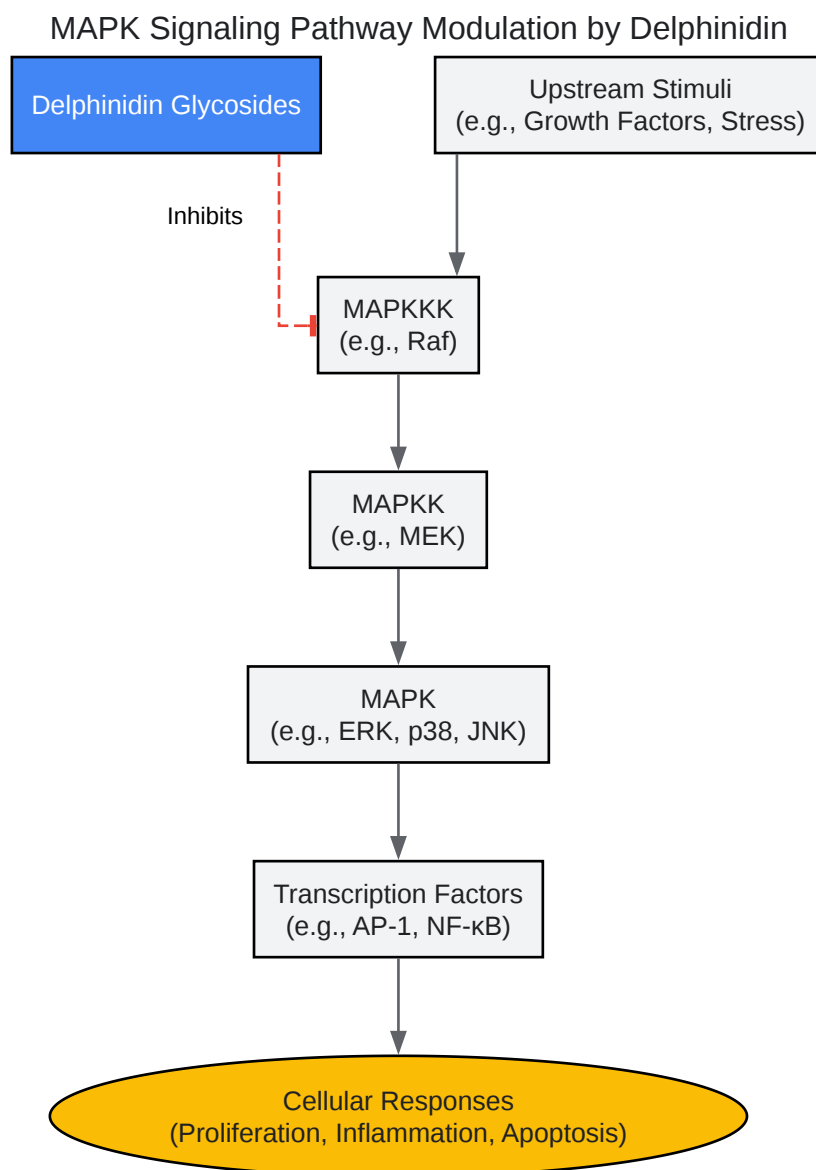 MAPK Signaling Pathway Modulation by Delphinidin
Delphinidin Glycosides
Upstream Stimuli
(e.g., Growth Factors, Stress)
Inhibits
MAPKKK
(e.g., Raf)
MAPKK
(e.g., MEK)
MAPK
(e.g., ERK, p38, JNK)
Transcription Factors
(e.g., AP-1, NF-κB)
Cellular Responses
(Proliferation, Inflammation, Apoptosis)